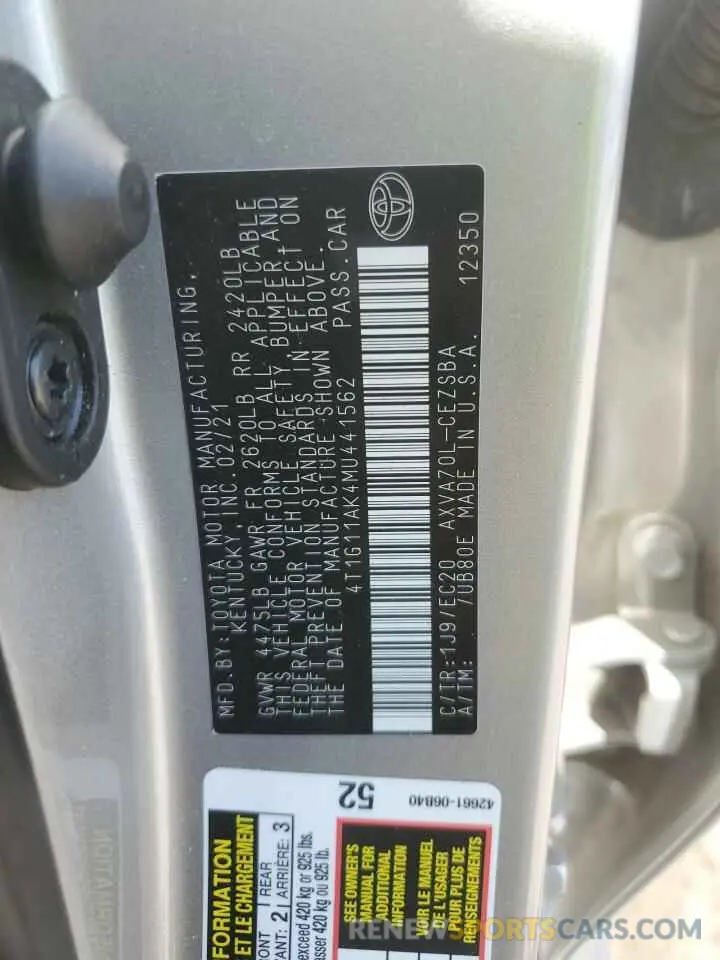 MFD. BY: TOYOTA MOTOR MANUFACTURING,
KENTUCKY, INC. 02/21
GVWR 4475LB GAWR FR 2620LB RR 2420LB
THIS VEHICLE CONFORMS TO ALL APPLICABLE
FEDERAL MOTOR VEHICLE SAFETY, BUMPER, AND
THEFT PREVENTION STANDARDS IN EFFECT ON
THE DATE OF MANUFACTURE SHOWN ABOVE.
4T1G11AK4MU441562 PASS. CAR
C/TR:1J9/EC20 AXVA70L-CEZSBA
A/TM: /UB80E MADE IN U.S.A. 12350
FORMATION
ET LE CHARGEMENT
2 REAR
2 ARRIÈRE: 3
exceed 420 kg or 925 lbs.
420 kg ou 925 lb.
52
42661-06B40
SEE OWNER'S
MANUAL FOR
ADDITIONAL
INFORMATION
VOIR LE MANUEL
DE L'USAGER
POUR PLUS DE
RENSEIGNEMENTS
RENEWSPORTSCARS.COM